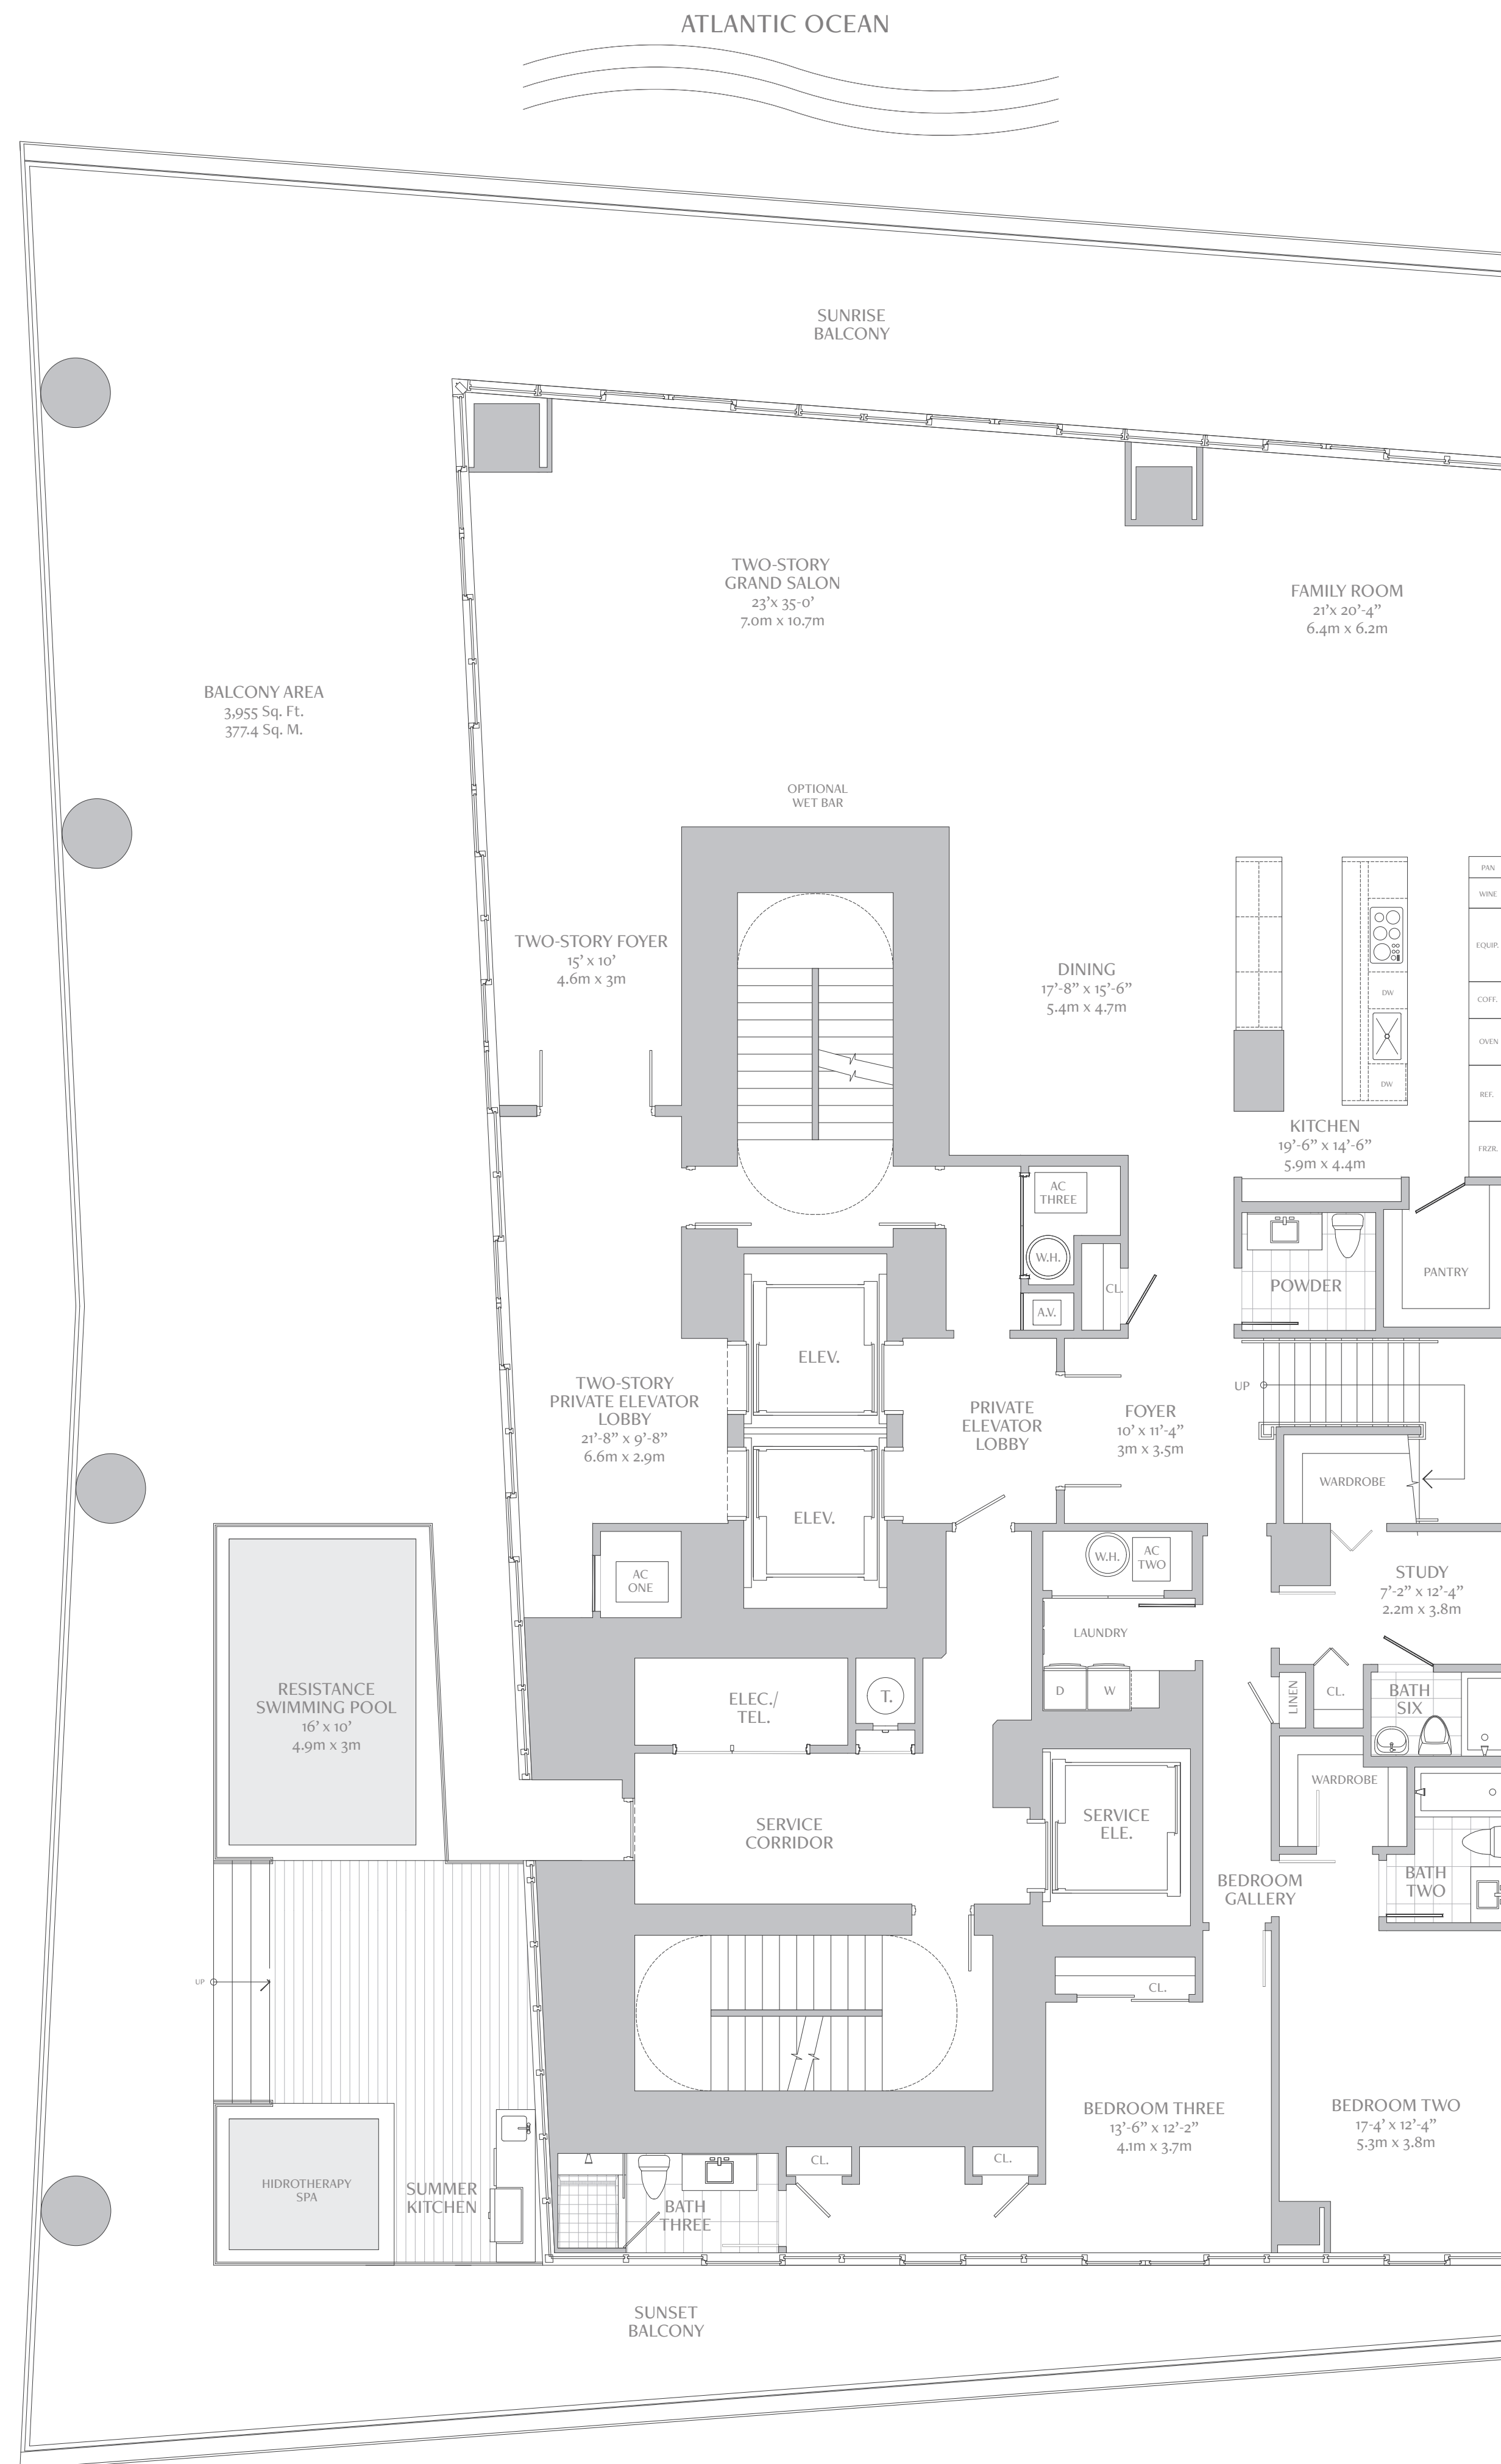 ATLANTIC OCEAN
SUNRISE
BALCONY
TWO-STORY
GRAND SALON
23’x 35-0’
7.0m x 10.7m
FAMILY ROOM
21’x 20’-4”
6.4m x 6.2m
BALCONY AREA
3,955 Sq. Ft.
377.4 Sq. M.
OPTIONAL
WET BAR
TWO-STORY FOYER
15’ x 10’
4.6m x 3m
DINING
17’-8” x 15’-6”
5.4m x 4.7m
DW
DW
PAN
WINE
EQUIP.
COFF.
OVEN
REF.
FRZR.
KITCHEN
19’-6” x 14’-6”
5.9m x 4.4m
AC
THREE
W.H.
A.V.
CL.
POWDER
PANTRY
ELEV.
TWO-STORY
PRIVATE ELEVATOR
LOBBY
21’-8” x 9’-8”
6.6m x 2.9m
PRIVATE
ELEVATOR
LOBBY
FOYER
10’ x 11’-4”
3m x 3.5m
UP
WARDROBE
ELEV.
AC
ONE
W.H.
AC
TWO
STUDY
7’-2” x 12’-4”
2.2m x 3.8m
LAUNDRY
D
W
LINEN
CL.
BATH
SIX
RESISTANCE
SWIMMING POOL
16’ x 10’
4.9m x 3m
ELEC./
TEL.
T.
WARDROBE
SERVICE
CORRIDOR
SERVICE
ELE.
BEDROOM
GALLERY
BATH
TWO
UP
CL.
BEDROOM THREE
13’-6” x 12’-2”
4.1m x 3.7m
BEDROOM TWO
17-4’ x 12’-4”
5.3m x 3.8m
HIDROTHERAPY
SPA
SUMMER
KITCHEN
BATH
THREE
CL.
CL.
SUNSET
BALCONY